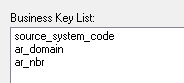 Business Key List:
source_system_code
ar_domain
ar_nbr